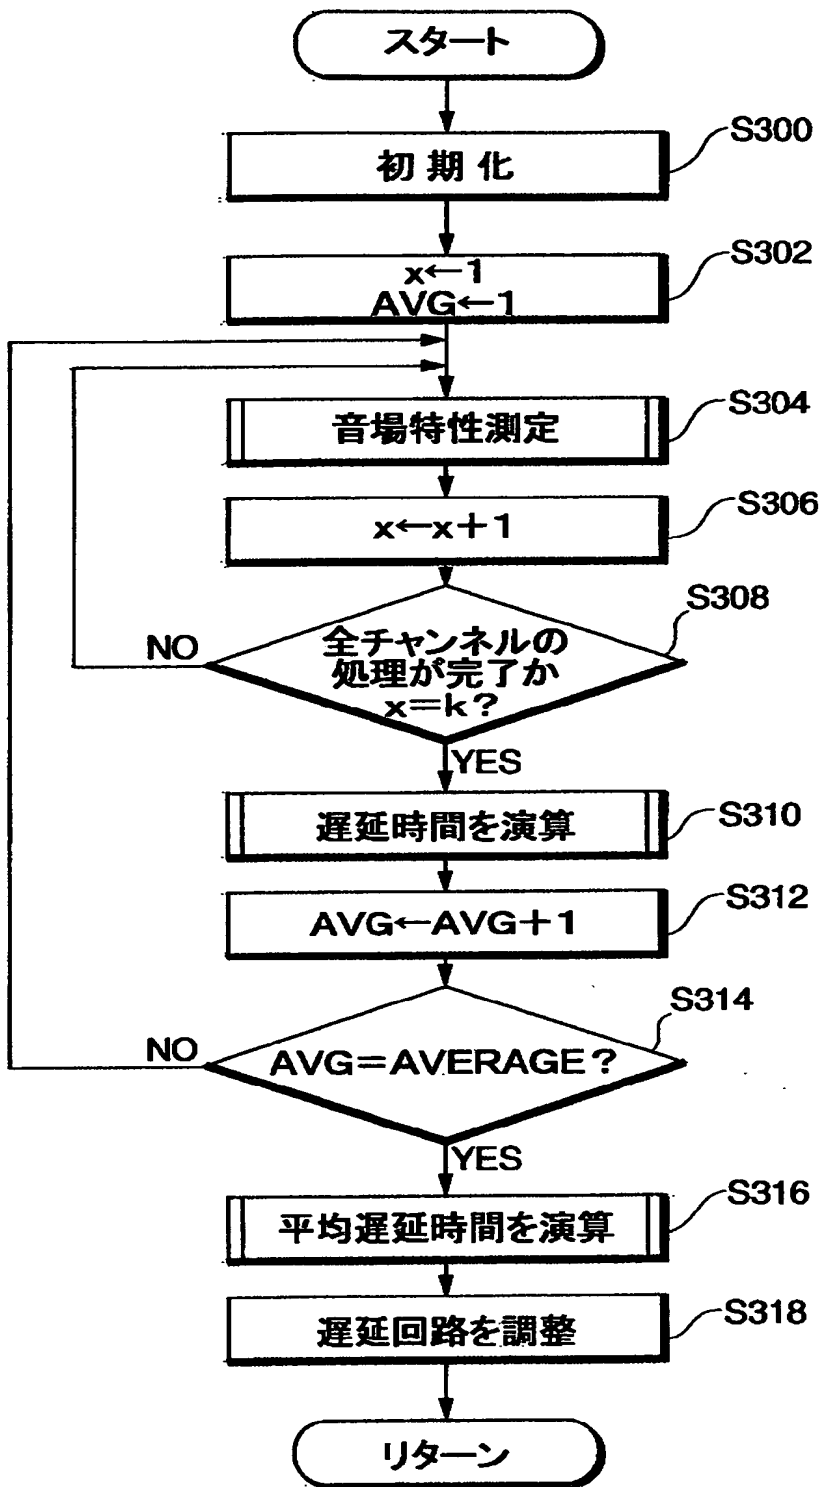 スタート
初期化
S300
x←1
AVG←1
S302
音場特性測定
S304
x←x+1
S306
全チャンネルの
処理が完了か
x=k?
S308
NO
YES
遅延時間を演算
S310
AVG←AVG+1
S312
AVG=AVERAGE?
S314
NO
YES
平均遅延時間を演算
S316
遅延回路を調整
S318
リターン